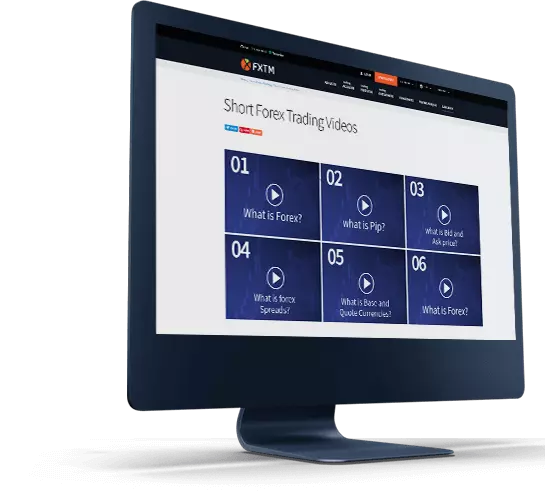 FXTM
Short Forex Trading Videos
01
What is Forex?
02
what is Pip?
03
what is Bid and
Ask price?
04
What is forex
Spreads?
05
What is Base and
Quote Currencies?
06
What is Forex?